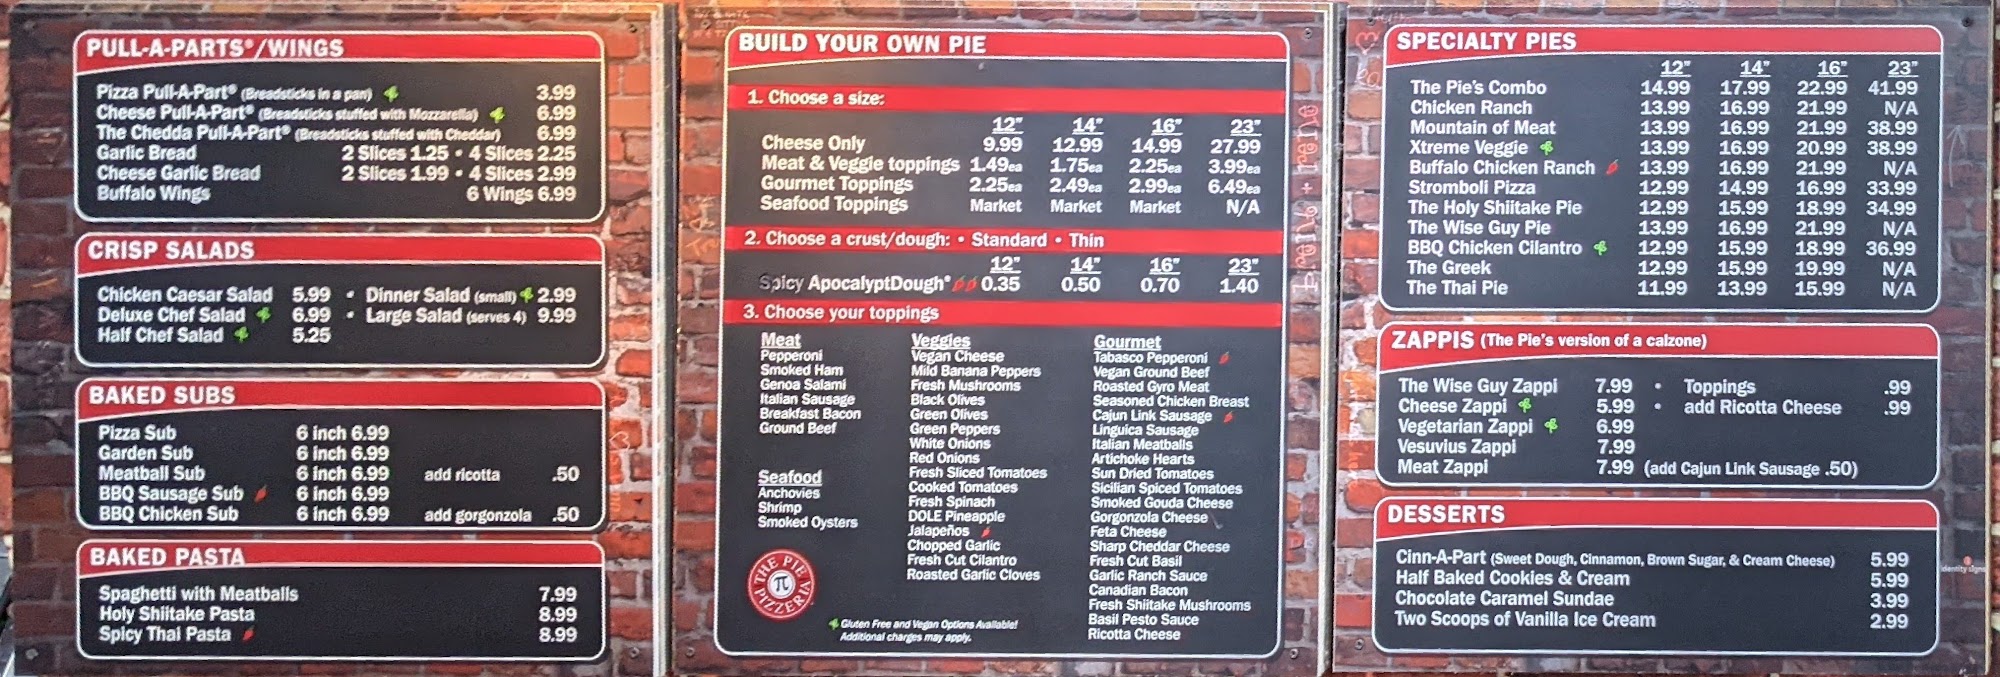 PULL-A-PARTS®/WINGS
Pizza Pull-A-Part® (Breadsticks in a pan) 3.99
Cheese Pull-A-Part® (Breadsticks stuffed with Mozzarella) 6.99
The Chedda Pull-A-Part® (Breadsticks stuffed with Cheddar) 6.99
Garlic Bread 2 Slices 1.25 • 4 Slices 2.25
Cheese Garlic Bread 2 Slices 1.99 • 4 Slices 2.99
Buffalo Wings 6 Wings 6.99
CRISP SALADS
Chicken Caesar Salad 5.99 • Dinner Salad (small) 2.99
Deluxe Chef Salad 6.99 • Large Salad (serves 4) 9.99
Half Chef Salad 5.25
BAKED SUBS
Pizza Sub 6 inch 6.99
Garden Sub 6 inch 6.99
Meatball Sub 6 inch 6.99 add ricotta .50
BBQ Sausage Sub 6 inch 6.99
BBQ Chicken Sub 6 inch 6.99 add gorgonzola .50
BAKED PASTA
Spaghetti with Meatballs 7.99
Holy Shiitake Pasta 8.99
Spicy Thai Pasta 8.99
BUILD YOUR OWN PIE
1. Choose a size:
12" 14" 16" 23"
Cheese Only 9.99 12.99 14.99 27.99
Meat & Veggie toppings 1.49ea 1.75ea 2.25ea 3.99ea
Gourmet Toppings 2.25ea 2.49ea 2.99ea 6.49ea
Seafood Toppings Market Market Market N/A
2. Choose a crust/dough: • Standard • Thin
12" 14" 16" 23"
Spicy ApocalyptDough® 0.35 0.50 0.70 1.40
3. Choose your toppings
Meat
Pepperoni
Smoked Ham
Genoa Salami
Italian Sausage
Breakfast Bacon
Ground Beef
Seafood
Anchovies
Shrimp
Smoked Oysters
THE PIE PIZZERIA
π
Veggies
Vegan Cheese
Mild Banana Peppers
Fresh Mushrooms
Black Olives
Green Olives
Green Peppers
White Onions
Red Onions
Fresh Sliced Tomatoes
Cooked Tomatoes
Fresh Spinach
DOLE Pineapple
Jalapeños
Chopped Garlic
Fresh Cut Cilantro
Roasted Garlic Cloves
Gourmet
Tabasco Pepperoni
Vegan Ground Beef
Roasted Gyro Meat
Seasoned Chicken Breast
Cajun Link Sausage
Linguica Sausage
Italian Meatballs
Artichoke Hearts
Sun Dried Tomatoes
Sicilian Spiced Tomatoes
Smoked Gouda Cheese
Gorgonzola Cheese
Feta Cheese
Sharp Cheddar Cheese
Fresh Cut Basil
Garlic Ranch Sauce
Canadian Bacon
Fresh Shiitake Mushrooms
Basil Pesto Sauce
Ricotta Cheese
Gluten Free and Vegan Options Available!
Additional charges may apply.
SPECIALTY PIES
12" 14" 16" 23"
The Pie's Combo 14.99 17.99 22.99 41.99
Chicken Ranch 13.99 16.99 21.99 N/A
Mountain of Meat 13.99 16.99 21.99 38.99
Xtreme Veggie 13.99 16.99 20.99 38.99
Buffalo Chicken Ranch 13.99 16.99 21.99 N/A
Stromboli Pizza 12.99 14.99 16.99 33.99
The Holy Shiitake Pie 12.99 15.99 18.99 34.99
The Wise Guy Pie 13.99 16.99 21.99 N/A
BBQ Chicken Cilantro 12.99 15.99 18.99 36.99
The Greek 12.99 15.99 19.99 N/A
The Thai Pie 11.99 13.99 15.99 N/A
ZAPPIS (The Pie's version of a calzone)
The Wise Guy Zappi 7.99 • Toppings .99
Cheese Zappi 5.99 • add Ricotta Cheese .99
Vegetarian Zappi 6.99
Vesuvius Zappi 7.99
Meat Zappi 7.99 (add Cajun Link Sausage .50)
DESSERTS
Cinn-A-Part (Sweet Dough, Cinnamon, Brown Sugar, & Cream Cheese) 5.99
Half Baked Cookies & Cream 5.99
Chocolate Caramel Sundae 3.99
Two Scoops of Vanilla Ice Cream 2.99
identity signs